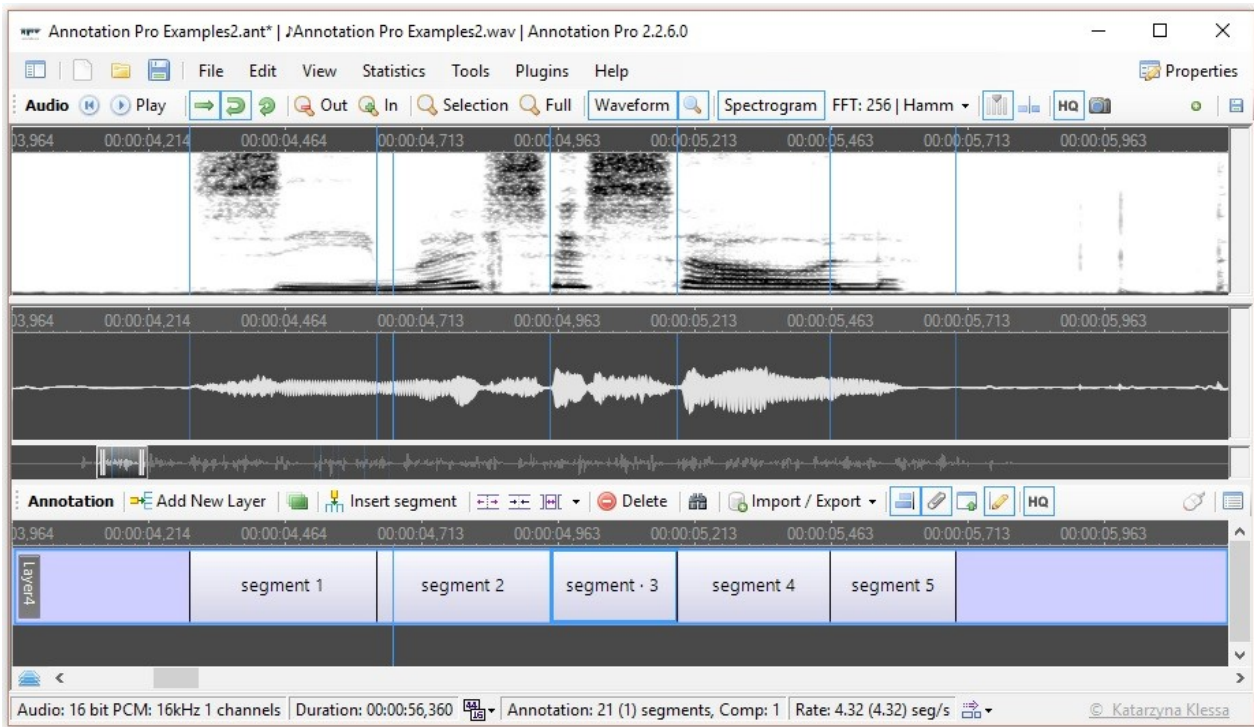 Annotation Pro Examples2.ant* | ♪Annotation Pro Examples2.wav | Annotation Pro 2.2.6.0
File Edit View Statistics Tools Plugins Help Properties
Audio Play Out In Selection Full Waveform Spectrogram FFT: 256 | Hamm HQ
03,964 00:00:04,214 00:00:04,464 00:00:04,713 00:00:04,963 00:00:05,213 00:00:05,463 00:00:05,713 00:00:05,963
03,964 00:00:04,214 00:00:04,464 00:00:04,713 00:00:04,963 00:00:05,213 00:00:05,463 00:00:05,713 00:00:05,963
Annotation Add New Layer Insert segment Delete Import / Export HQ
03,964 00:00:04,214 00:00:04,464 00:00:04,713 00:00:04,963 00:00:05,213 00:00:05,463 00:00:05,713 00:00:05,963
Layer4 segment 1 segment 2 segment · 3 segment 4 segment 5
Audio: 16 bit PCM: 16kHz 1 channels Duration: 00:00:56,360 44 16 Annotation: 21 (1) segments, Comp: 1 Rate: 4.32 (4.32) seg/s © Katarzyna Klessa